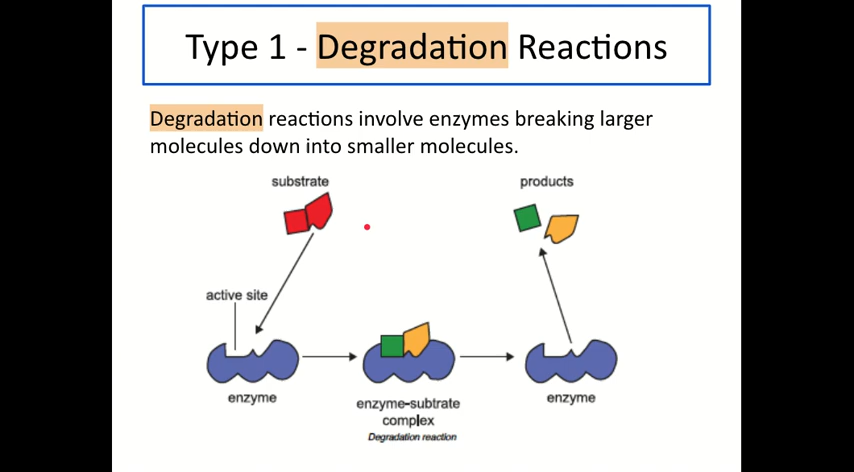 Type 1 - Degradation Reactions
Degradation reactions involve enzymes breaking larger
molecules down into smaller molecules.
substrate
products
active site
enzyme
enzyme-subtrate
complex
Degradation reaction
enzyme